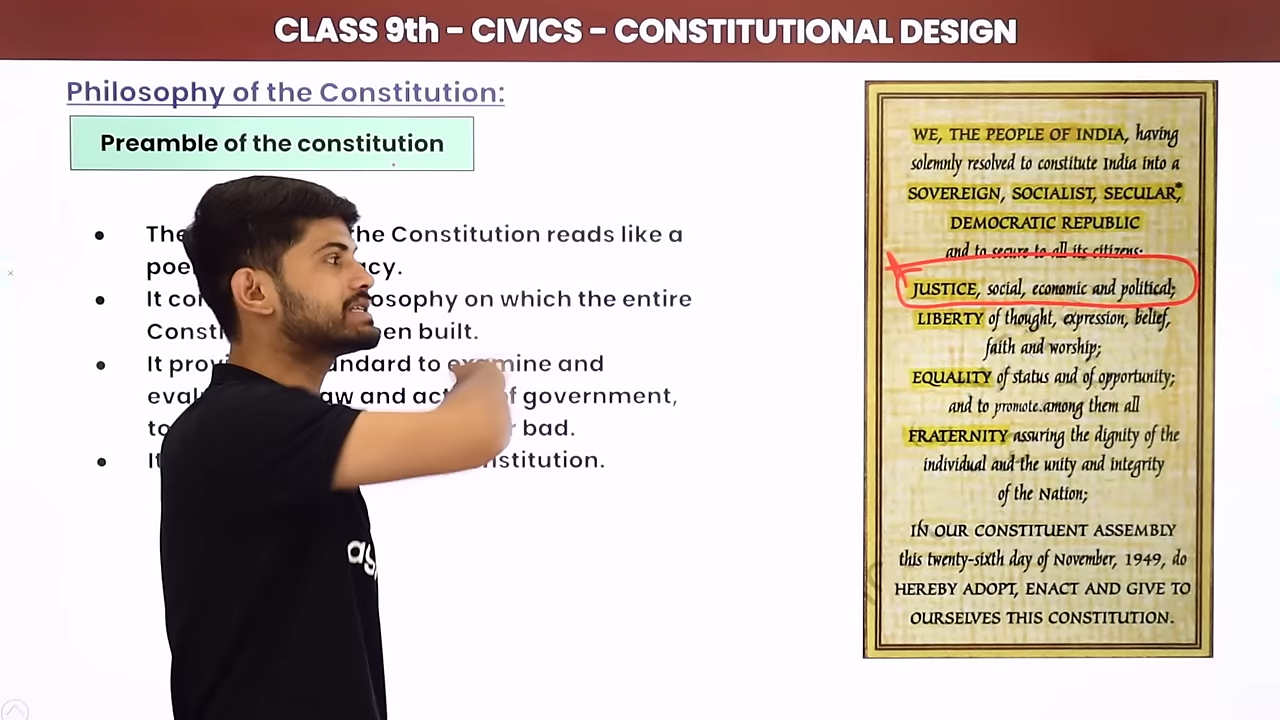 CLASS 9th - CIVICS - CONSTITUTIONAL DESIGN
Philosophy of the Constitution:
Preamble of the constitution
The he Constitution reads like a
poe acy.
It co osophy on which the entire
Consti en built.
It provi ndard to examine and
eval aw and act f government,
to r bad.
It nstitution.
WE, THE PEOPLE OF INDIA, having
solemnly resolved to constitute India into a
SOVEREIGN, SOCIALIST, SECULAR,*
DEMOCRATIC REPUBLIC
and to secure to all its citizens:
JUSTICE, social, economic and political;
LIBERTY of thought, expression, belief,
faith and worship;
EQUALITY of status and of opportunity;
and to promote among them all
FRATERNITY assuring the dignity of the
individual and the unity and integrity
of the Nation;
IN OUR CONSTITUENT ASSEMBLY
this twenty-sixth day of November, 1949, do
HEREBY ADOPT, ENACT AND GIVE TO
OURSELVES THIS CONSTITUTION.